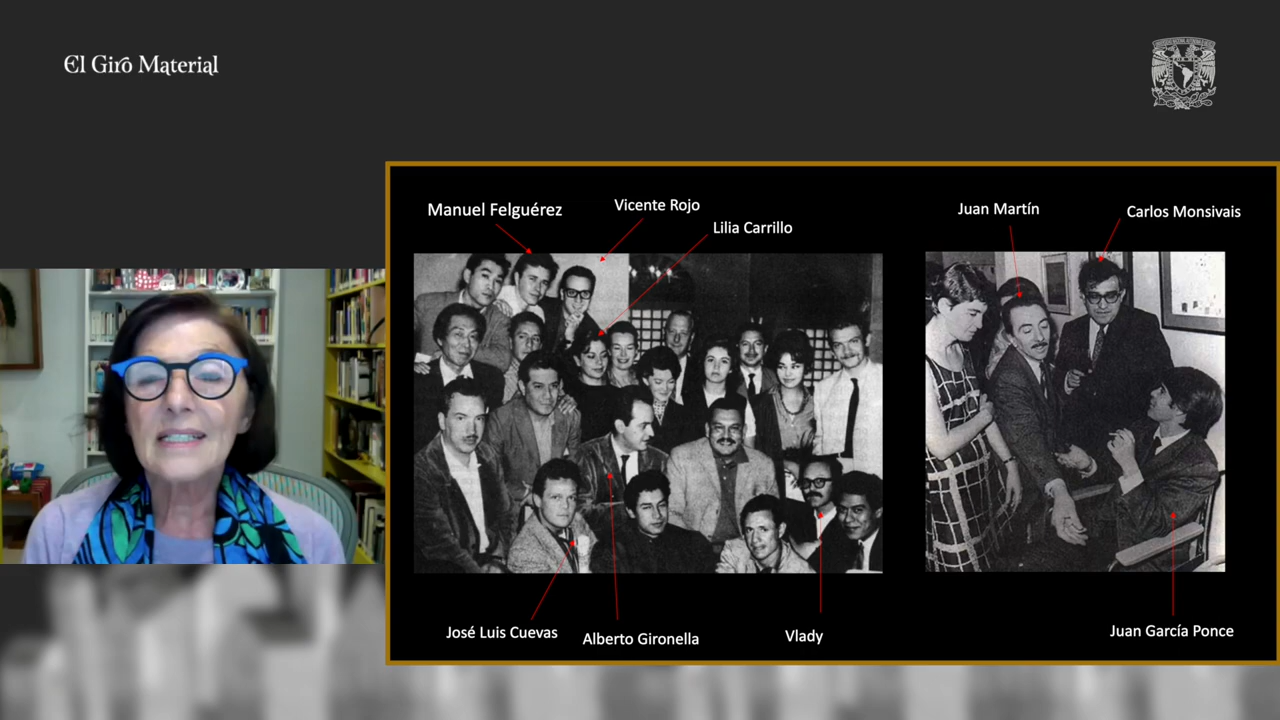 El Giro Material
Manuel Felguérez
Vicente Rojo
Lilia Carrillo
Juan Martín
Carlos Monsivais
José Luis Cuevas
Alberto Gironella
Vlady
Juan García Ponce